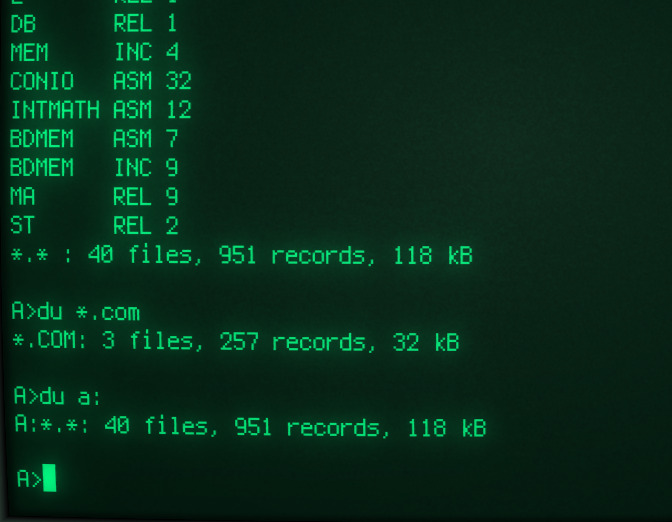 DB REL 1
MEM INC 4
CONIO ASM 32
INTMATH ASM 12
BDMEM ASM 7
BDMEM INC 9
MA REL 9
ST REL 2
*.* : 40 files, 951 records, 118 kB
A>du *.com
*.COM: 3 files, 257 records, 32 kB
A>du a:
A:*.*: 40 files, 951 records, 118 kB
A>